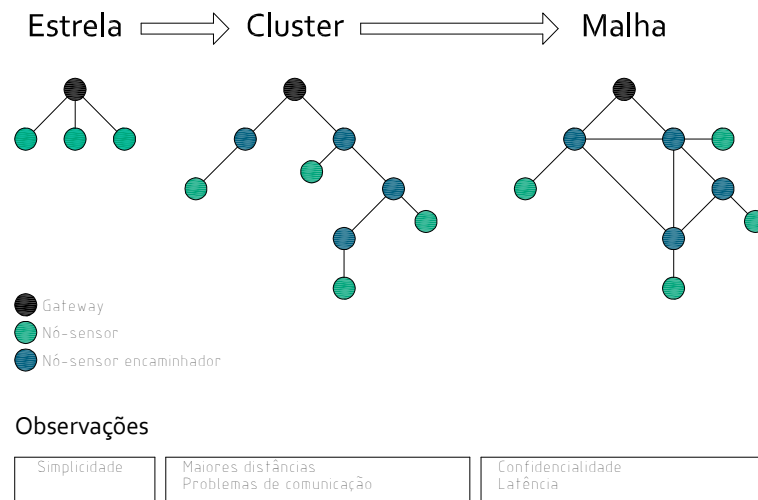 Estrela Cluster Malha
Gateway
Nó-sensor
Nó-sensor encaminhador
Observações
Simplicidade
Maiores distâncias
Problemas de comunicação
Confidencialidade
Latência